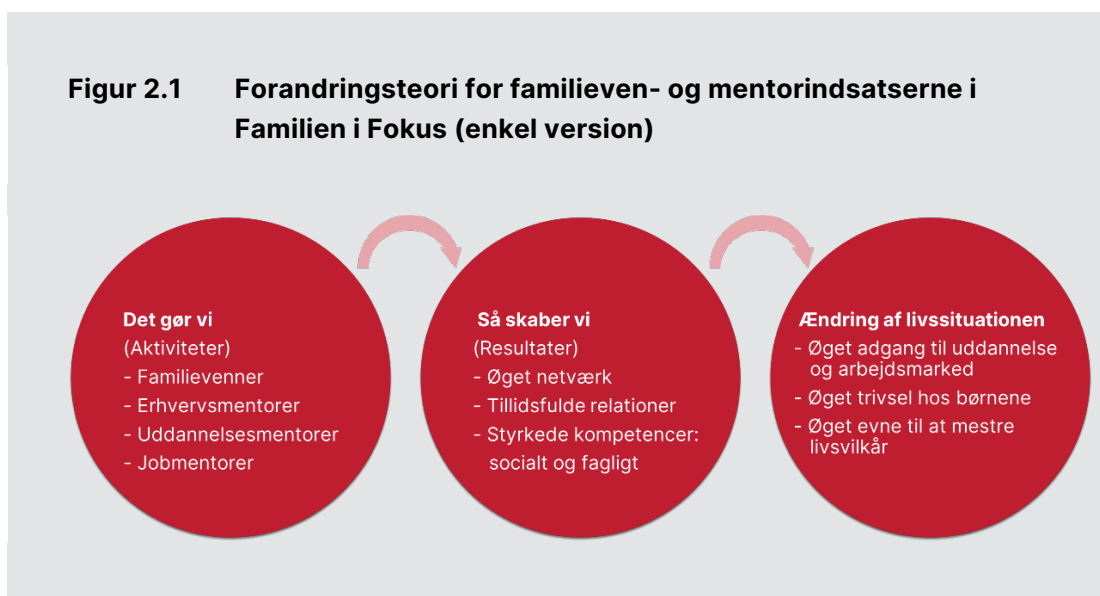 Figur 2.1 Forandringsteori for familieven- og mentorindsatserne i
Familien i Fokus (enkel version)
Det gør vi
(Aktiviteter)
- Familievenner
- Erhvervsmentorer
- Uddannelsesmentorer
- Jobmentorer
Så skaber vi
(Resultater)
- Øget netværk
- Tillidsfulde relationer
- Styrkede kompetencer:
socialt og fagligt
Ændring af livssituationen
- Øget adgang til uddannelse
og arbejdsmarked
- Øget trivsel hos børnene
- Øget evne til at mestre
livsvilkår